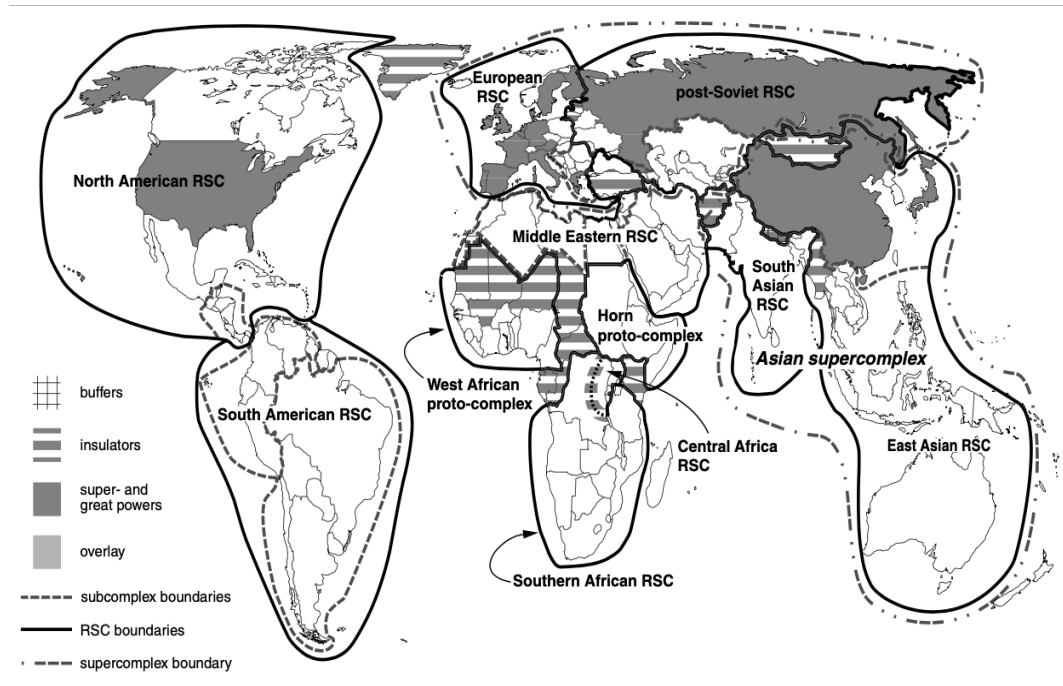 European
RSC
post-Soviet RSC
North American RSC
Middle Eastern RSC
South
Asian
RSC
Horn
proto-complex
Asian supercomplex
West African
proto-complex
South American RSC
Central Africa
RSC
East Asian RSC
Southern African RSC
buffers
insulators
super- and
great powers
overlay
subcomplex boundaries
RSC boundaries
supercomplex boundary